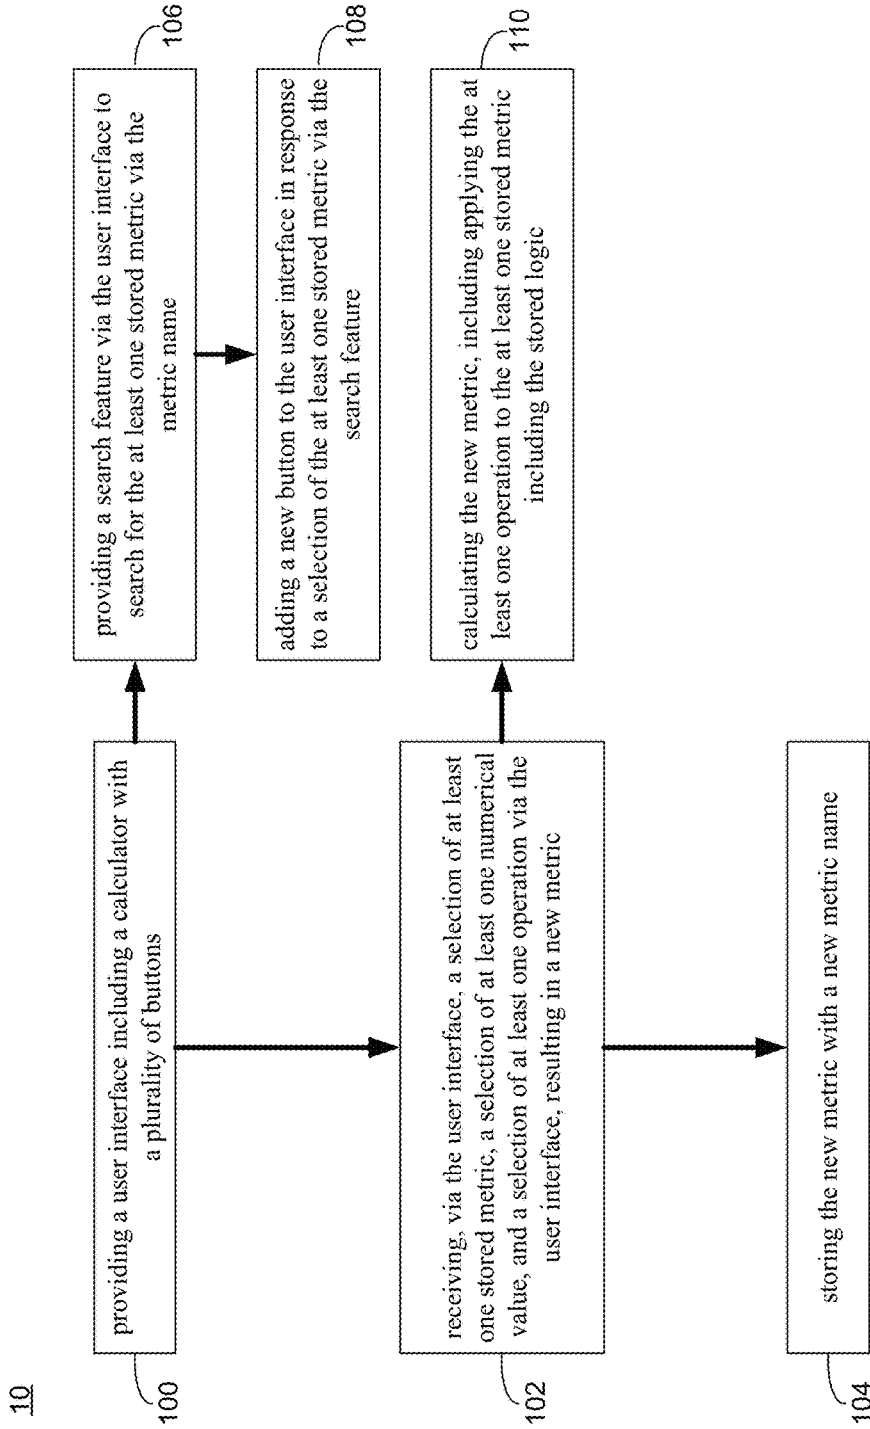 10
providing a user interface including a calculator with
a plurality of buttons
100
receiving, via the user interface, a selection of at least
one stored metric, a selection of at least one numerical
value, and a selection of at least one operation via the
user interface, resulting in a new metric
102
storing the new metric with a new metric name
104
providing a search feature via the user interface to
search for the at least one stored metric via the
metric name
106
adding a new button to the user interface in response
to a selection of the at least one stored metric via the
search feature
108
calculating the new metric, including applying the at
least one operation to the at least one stored metric
including the stored logic
110